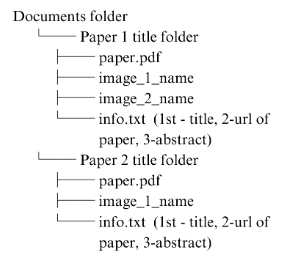 Documents folder
Paper 1 title folder
paper.pdf
image_1_name
image_2_name
info.txt (1st - title, 2-url of
paper, 3-abstract)
Paper 2 title folder
paper.pdf
image_1_name
info.txt (1st - title, 2-url of
paper, 3-abstract)